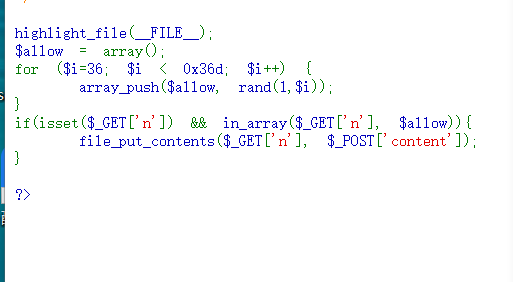 highlight_file(__FILE__);
$allow = array();
for ($i=36; $i < 0x36d; $i++) {
array_push($allow, rand(1,$i));
}
if(isset($_GET['n']) && in_array($_GET['n'], $allow)){
file_put_contents($_GET['n'], $_POST['content']);
}
?>